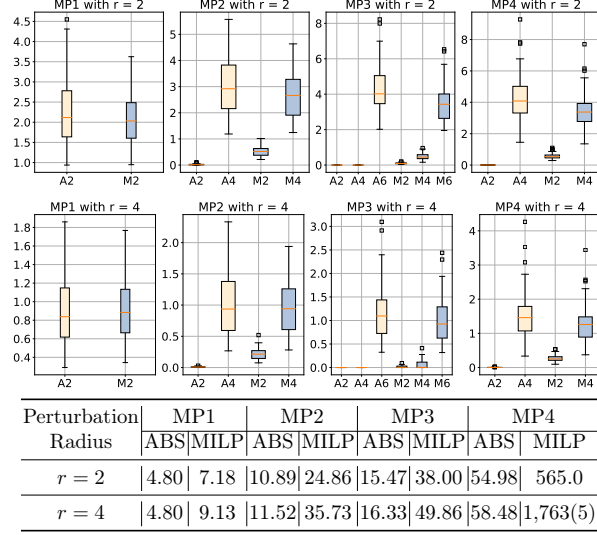 MP1 with r = 2
4.5
4.0
3.5
3.0
2.5
2.0
1.5
1.0
A2 M2
MP2 with r = 2
5
4
3
2
1
0
A2 A4 M2 M4
MP3 with r = 2
8
6
4
2
0
A2 A4 A6 M2 M4 M6
MP4 with r = 2
8
6
4
2
0
A2 A4 M2 M4
MP1 with r = 4
1.8
1.6
1.4
1.2
1.0
0.8
0.6
0.4
A2 M2
MP2 with r = 4
2.0
1.5
1.0
0.5
0.0
A2 A4 M2 M4
MP3 with r = 4
3.0
2.5
2.0
1.5
1.0
0.5
0.0
A2 A4 A6 M2 M4 M6
MP4 with r = 4
4
3
2
1
0
A2 A4 M2 M4
Perturbation MP1 MP2 MP3 MP4
Radius ABS MILP ABS MILP ABS MILP ABS MILP
r = 2 4.80 7.18 10.89 24.86 15.47 38.00 54.98 565.0
r = 4 4.80 9.13 11.52 35.73 16.33 49.86 58.48 1,763(5)